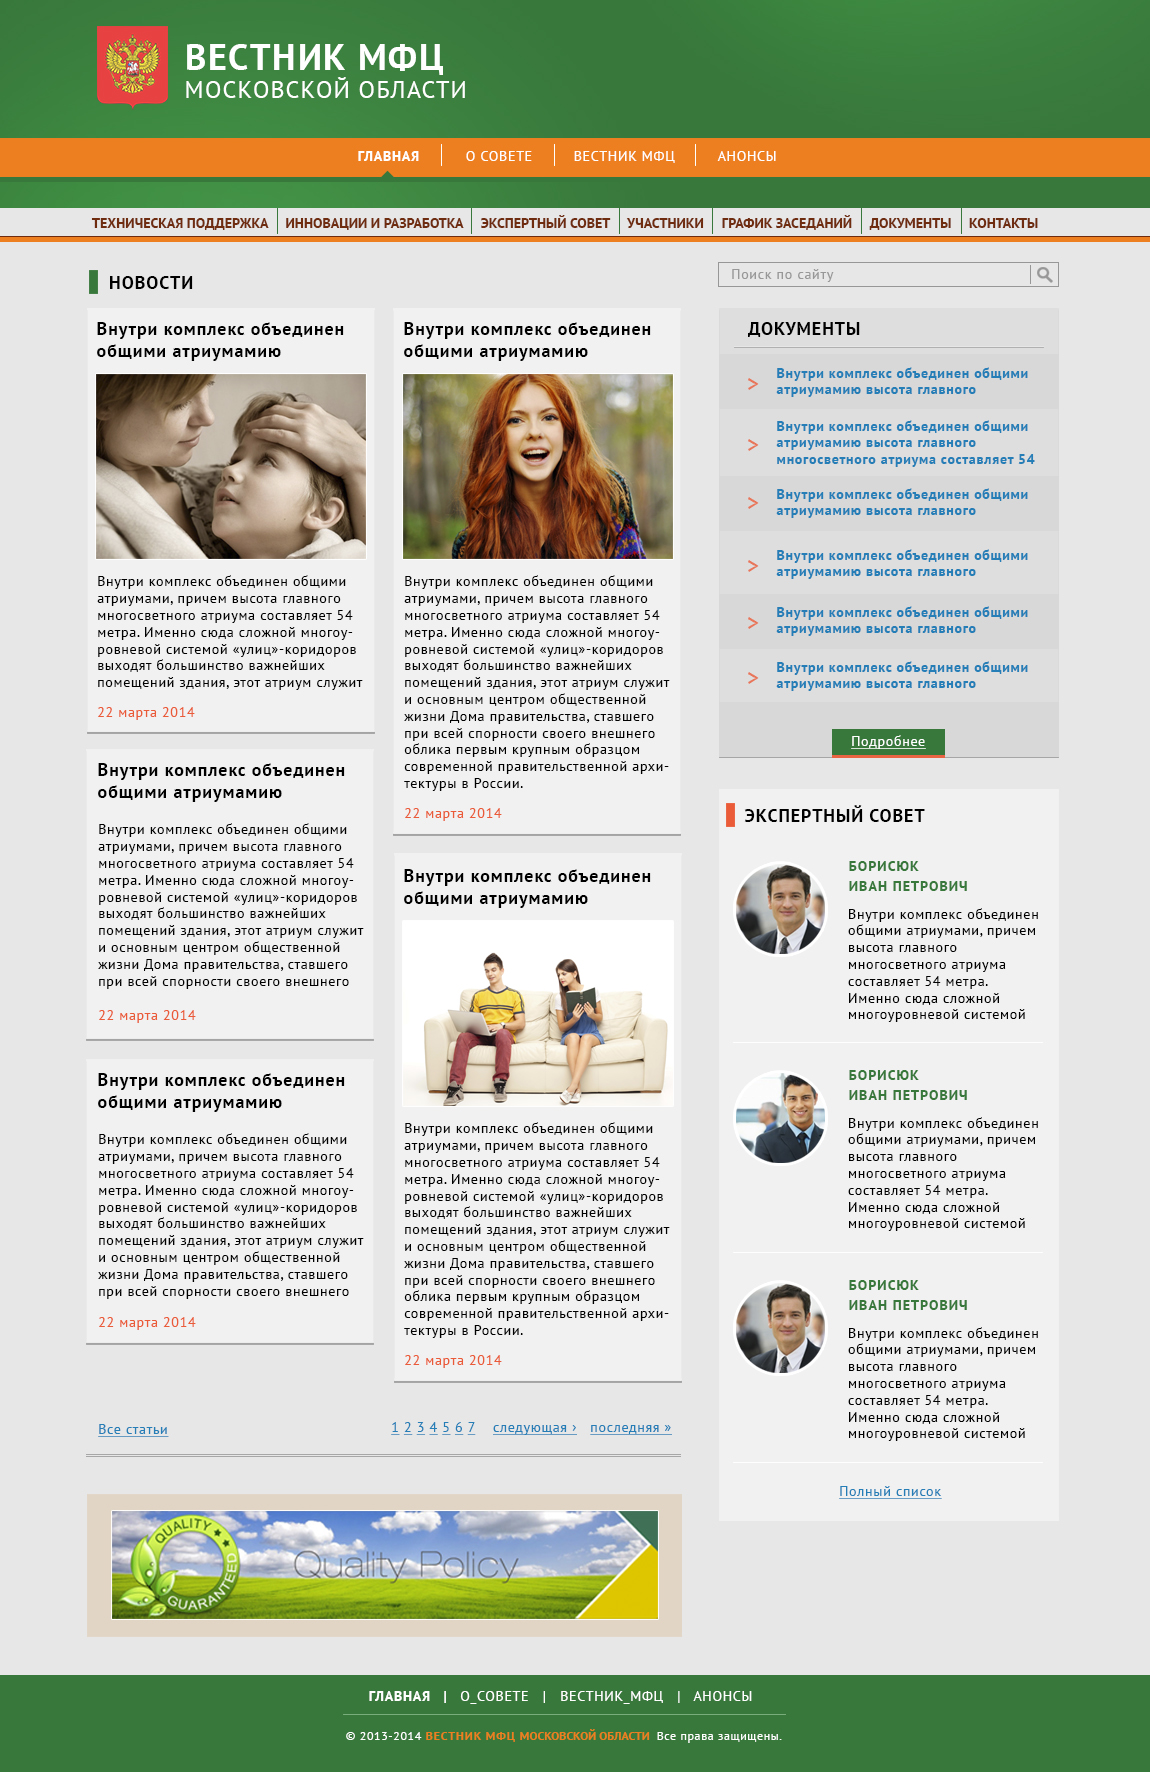 ВЕСТНИК МФЦ
МОСКОВСКОЙ ОБЛАСТИ
ГЛАВНАЯ О СОВЕТЕ ВЕСТНИК МФЦ АНОНСЫ
ТЕХНИЧЕСКАЯ ПОДДЕРЖКА ИННОВАЦИИ И РАЗРАБОТКА ЭКСПЕРТНЫЙ СОВЕТ УЧАСТНИКИ ГРАФИК ЗАСЕДАНИЙ ДОКУМЕНТЫ КОНТАКТЫ
НОВОСТИ
Внутри комплекс объединен
общими атриумамию
Внутри комплекс объединен общими
атриумами, причем высота главного
многосветного атриума составляет 54
метра. Именно сюда сложной многоу-
ровневой системой «улиц»-коридоров
выходят большинство важнейших
помещений здания, этот атриум служит
22 марта 2014
Внутри комплекс объединен
общими атриумамию
Внутри комплекс объединен общими
атриумами, причем высота главного
многосветного атриума составляет 54
метра. Именно сюда сложной многоу-
ровневой системой «улиц»-коридоров
выходят большинство важнейших
помещений здания, этот атриум служит
и основным центром общественной
жизни Дома правительства, ставшего
при всей спорности своего внешнего
22 марта 2014
Внутри комплекс объединен
общими атриумамию
Внутри комплекс объединен общими
атриумами, причем высота главного
многосветного атриума составляет 54
метра. Именно сюда сложной многоу-
ровневой системой «улиц»-коридоров
выходят большинство важнейших
помещений здания, этот атриум служит
и основным центром общественной
жизни Дома правительства, ставшего
при всей спорности своего внешнего
22 марта 2014
Внутри комплекс объединен
общими атриумамию
Внутри комплекс объединен общими
атриумами, причем высота главного
многосветного атриума составляет 54
метра. Именно сюда сложной многоу-
ровневой системой «улиц»-коридоров
выходят большинство важнейших
помещений здания, этот атриум служит
и основным центром общественной
жизни Дома правительства, ставшего
при всей спорности своего внешнего
облика первым крупным образцом
современной правительственной архи-
тектуры в России.
22 марта 2014
Внутри комплекс объединен
общими атриумамию
Внутри комплекс объединен общими
атриумами, причем высота главного
многосветного атриума составляет 54
метра. Именно сюда сложной многоу-
ровневой системой «улиц»-коридоров
выходят большинство важнейших
помещений здания, этот атриум служит
и основным центром общественной
жизни Дома правительства, ставшего
при всей спорности своего внешнего
облика первым крупным образцом
современной правительственной архи-
тектуры в России.
22 марта 2014
Все статьи
1 2 3 4 5 6 7 следующая › последняя »
QUALITY
GUARANTEED
Quality Policy
Поиск по сайту
ДОКУМЕНТЫ
> Внутри комплекс объединен общими
атриумамию высота главного
> Внутри комплекс объединен общими
атриумамию высота главного
многосветного атриума составляет 54
> Внутри комплекс объединен общими
атриумамию высота главного
> Внутри комплекс объединен общими
атриумамию высота главного
> Внутри комплекс объединен общими
атриумамию высота главного
> Внутри комплекс объединен общими
атриумамию высота главного
Подробнее
ЭКСПЕРТНЫЙ СОВЕТ
БОРИСЮК
ИВАН ПЕТРОВИЧ
Внутри комплекс объединен
общими атриумами, причем
высота главного
многосветного атриума
составляет 54 метра.
Именно сюда сложной
многоуровневой системой
БОРИСЮК
ИВАН ПЕТРОВИЧ
Внутри комплекс объединен
общими атриумами, причем
высота главного
многосветного атриума
составляет 54 метра.
Именно сюда сложной
многоуровневой системой
БОРИСЮК
ИВАН ПЕТРОВИЧ
Внутри комплекс объединен
общими атриумами, причем
высота главного
многосветного атриума
составляет 54 метра.
Именно сюда сложной
многоуровневой системой
Полный список
ГЛАВНАЯ | О_СОВЕТЕ | ВЕСТНИК_МФЦ | АНОНСЫ
© 2013-2014 ВЕСТНИК МФЦ МОСКОВСКОЙ ОБЛАСТИ Все права защищены.